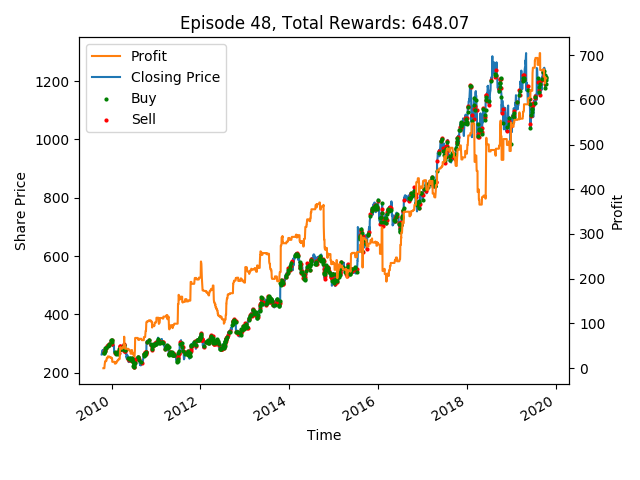 Episode 48, Total Rewards: 648.07
Profit
Closing Price
Buy
Sell
Share Price
1200
1000
800
600
400
200
700
600
500
400
300
200
100
0
Profit
2010
2012
2014
2016
2018
2020
Time